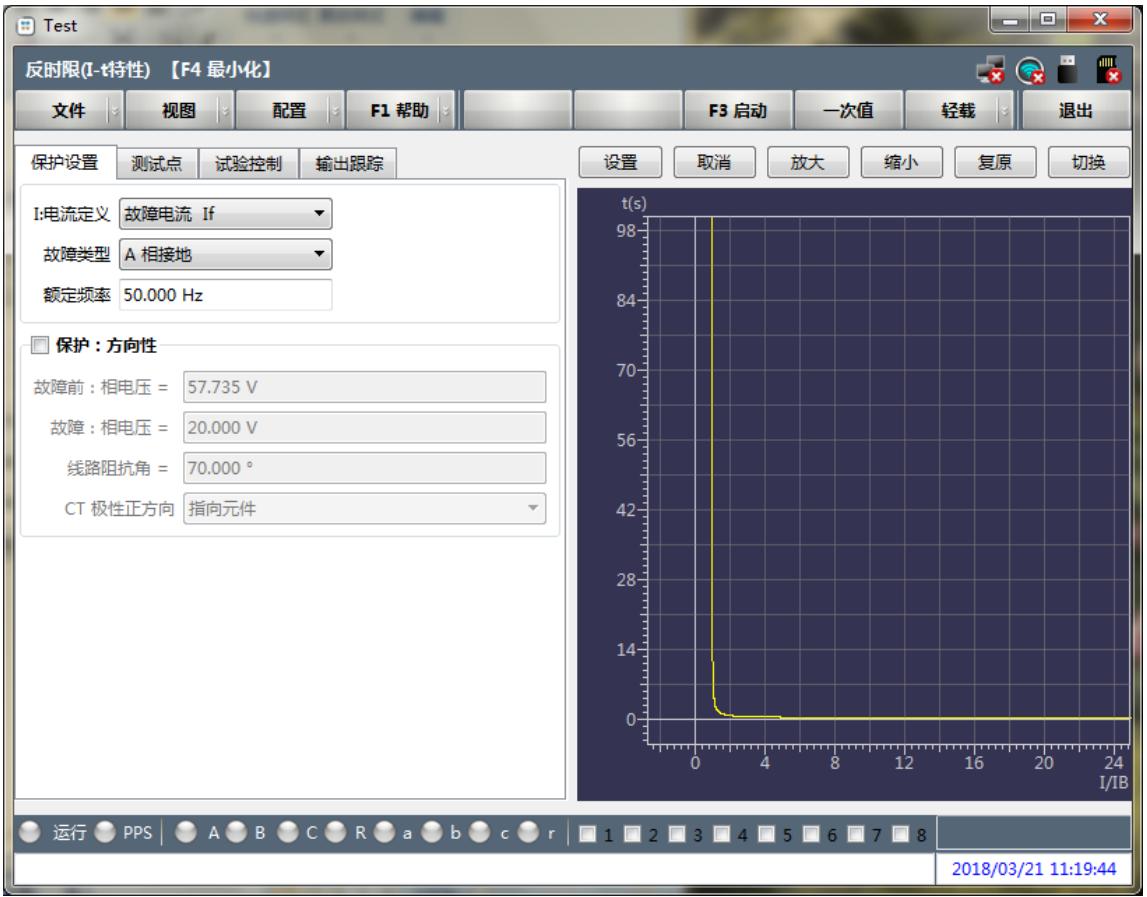 Test
反时限(I-t特性) 【F4 最小化】
文件 视图 配置 F1 帮助 F3 启动 一次值 轻载 退出
保护设置 测试点 试验控制 输出跟踪
设置 取消 放大 缩小 复原 切换
I:电流定义 故障电流 If
故障类型 A 相接地
额定频率 50.000 Hz
保护：方向性
故障前：相电压 = 57.735 V
故障：相电压 = 20.000 V
线路阻抗角 = 70.000 °
CT 极性正方向 指向元件
t(s)
98
84
70
56
42
28
14
0
0 4 8 12 16 20 24
I/IB
运行 PPS A B C R a b c r 1 2 3 4 5 6 7 8
2018/03/21 11:19:44